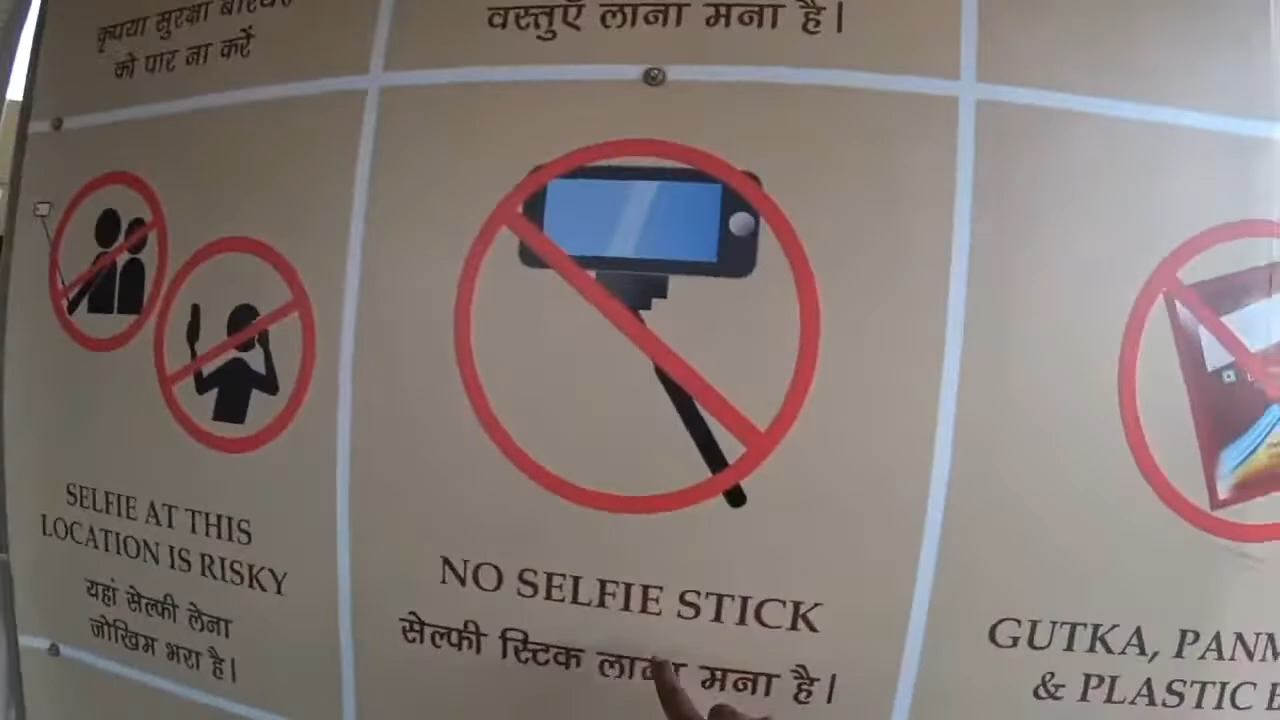 कृपया सुरक्षा
को पार ना करें
वस्तुएँ लाना मना है।
SELFIE AT THIS
LOCATION IS RISKY
यहां सेल्फी लेना
जोखिम भरा है।
NO SELFIE STICK
सेल्फी स्टिक लाना मना है।
GUTKA,
& PLASTIC